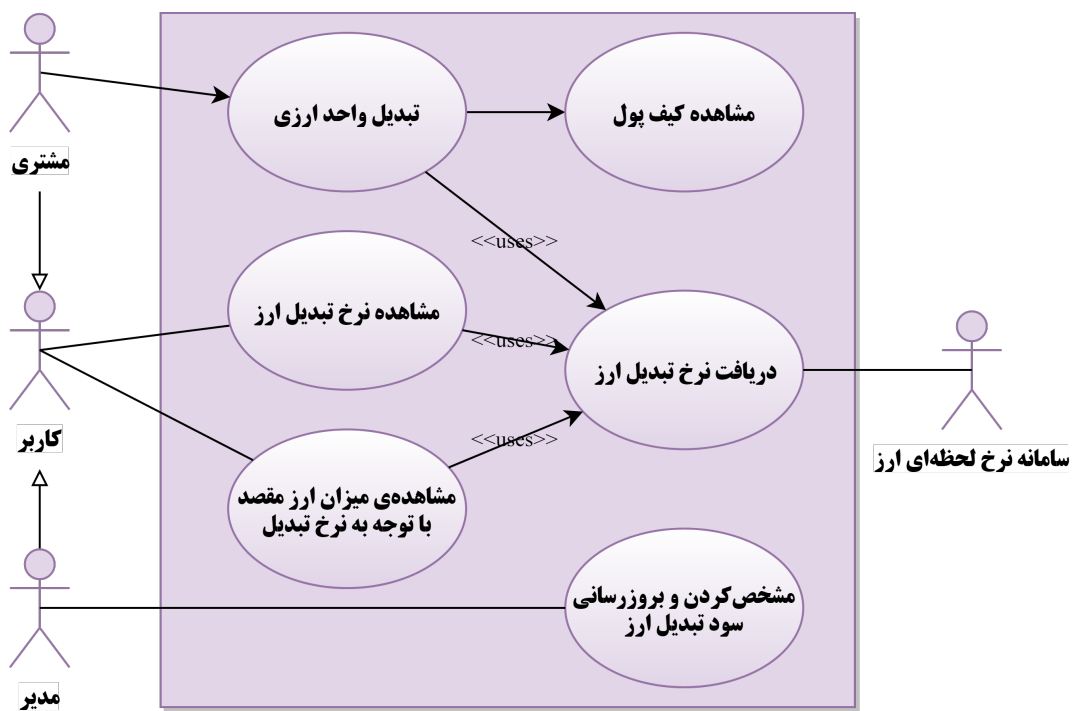 مشتری
تبدیل واحد ارزی
مشاهده کیف پول
<<uses>>
مشاهده نرخ تبدیل ارز
<<uses>>
دریافت نرخ تبدیل ارز
کاربر
<<uses>>
سامانه نرخ لحظه‌ای ارز
مشاهده‌ی میزان ارز مقصد
با توجه به نرخ تبدیل
مشخص‌کردن و بروزرسانی
سود تبدیل ارز
مدیر